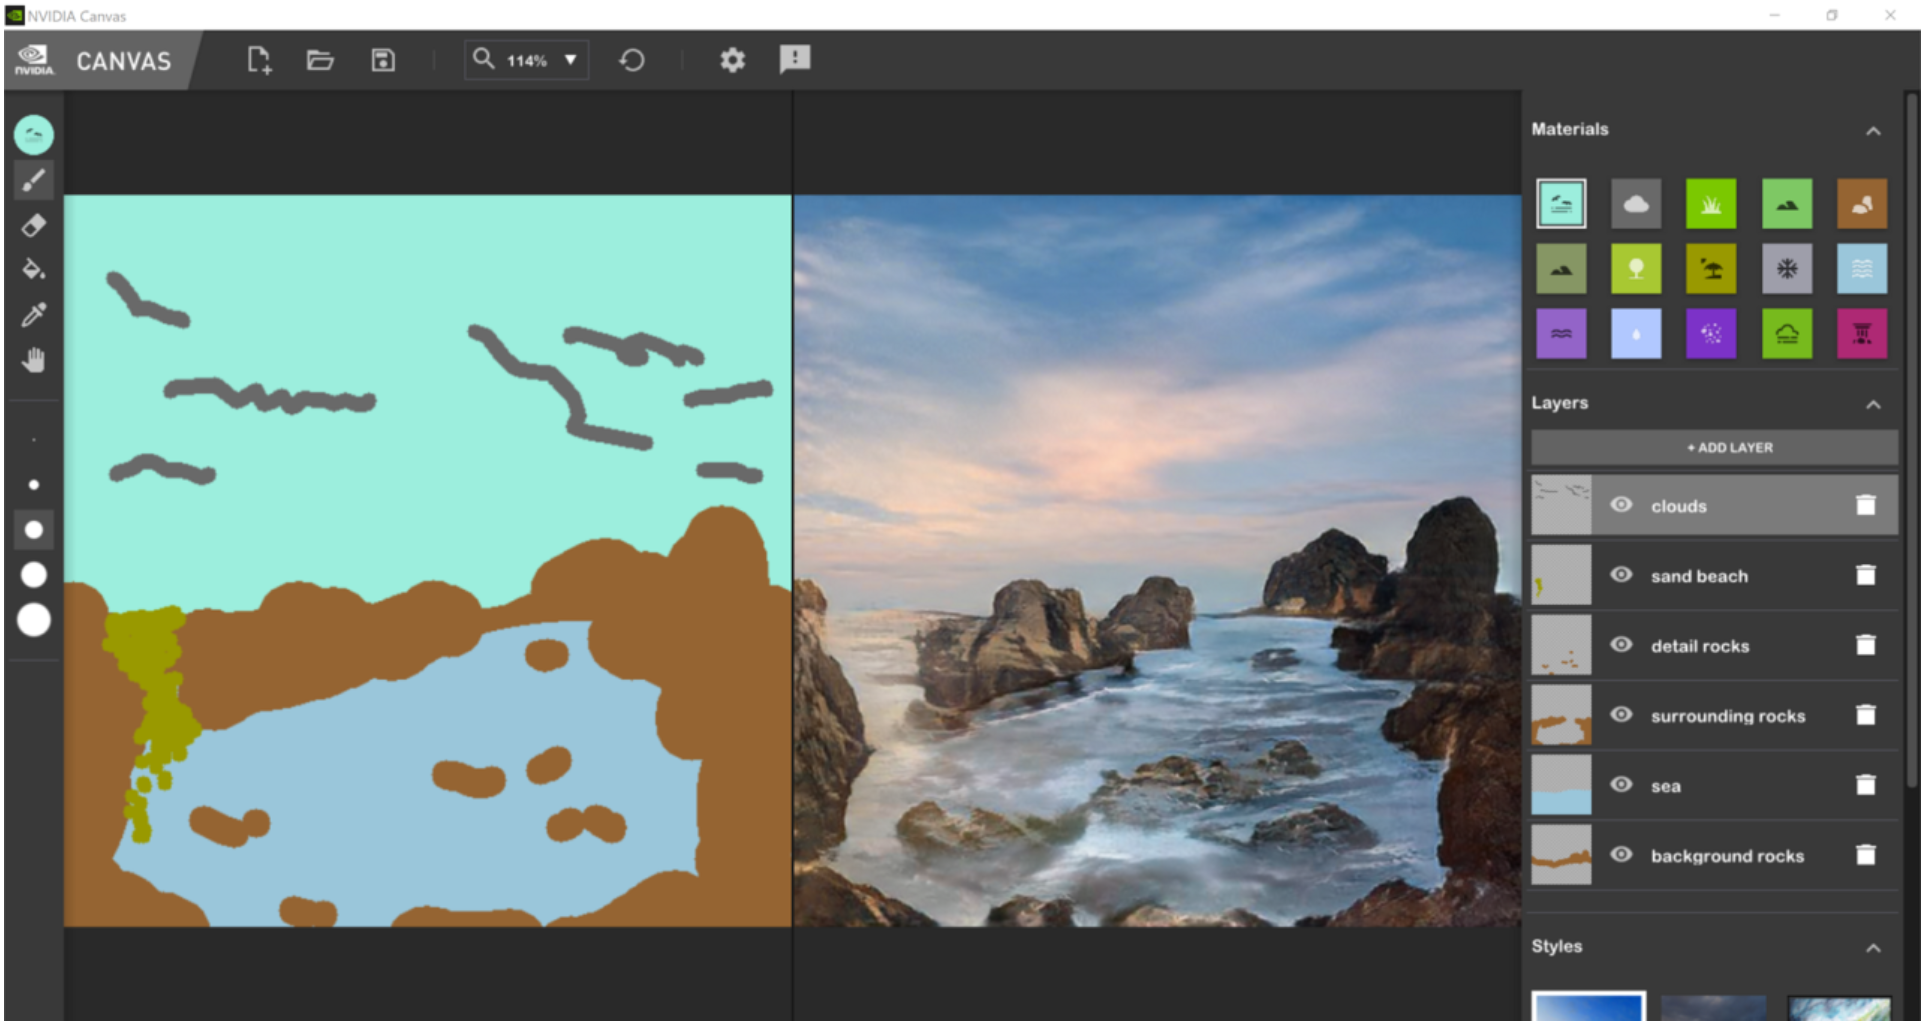 NVIDIA Canvas
NVIDIA
CANVAS
114%
Materials
Layers
+ ADD LAYER
clouds
sand beach
detail rocks
surrounding rocks
sea
background rocks
Styles